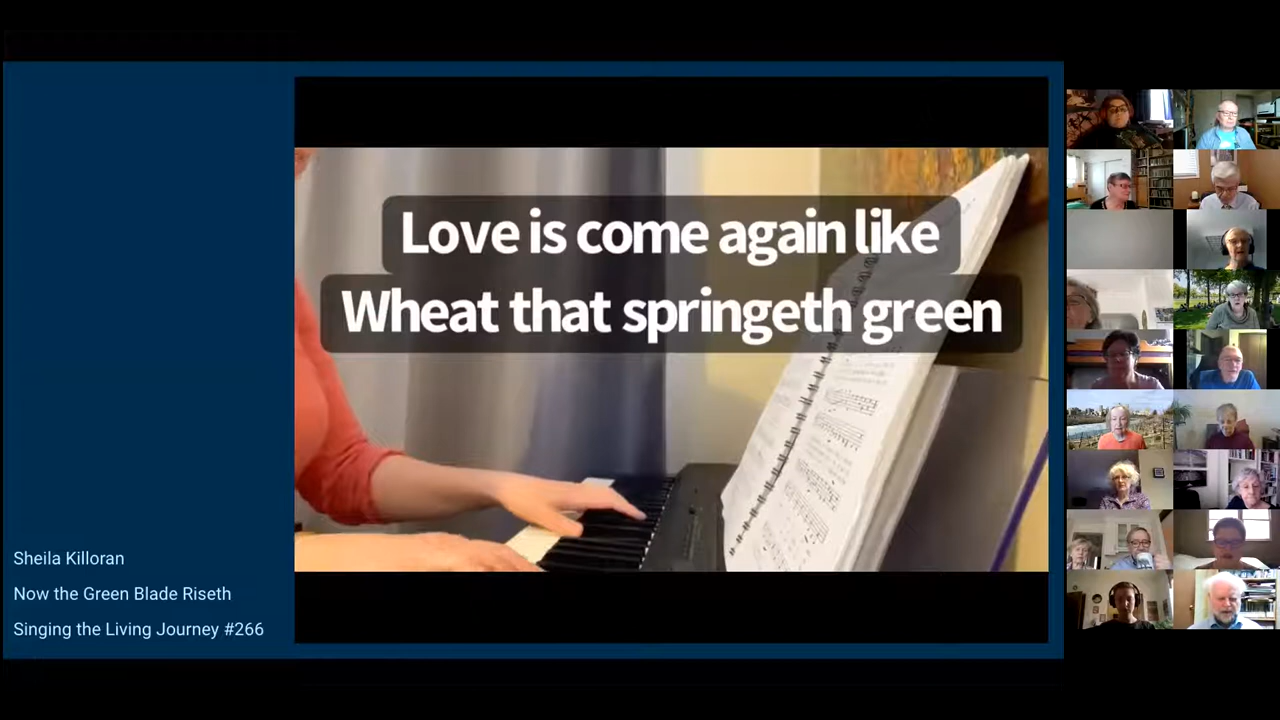 Love is come again like
Wheat that springeth green
Sheila Killoran
Now the Green Blade Riseth
Singing the Living Journey #266